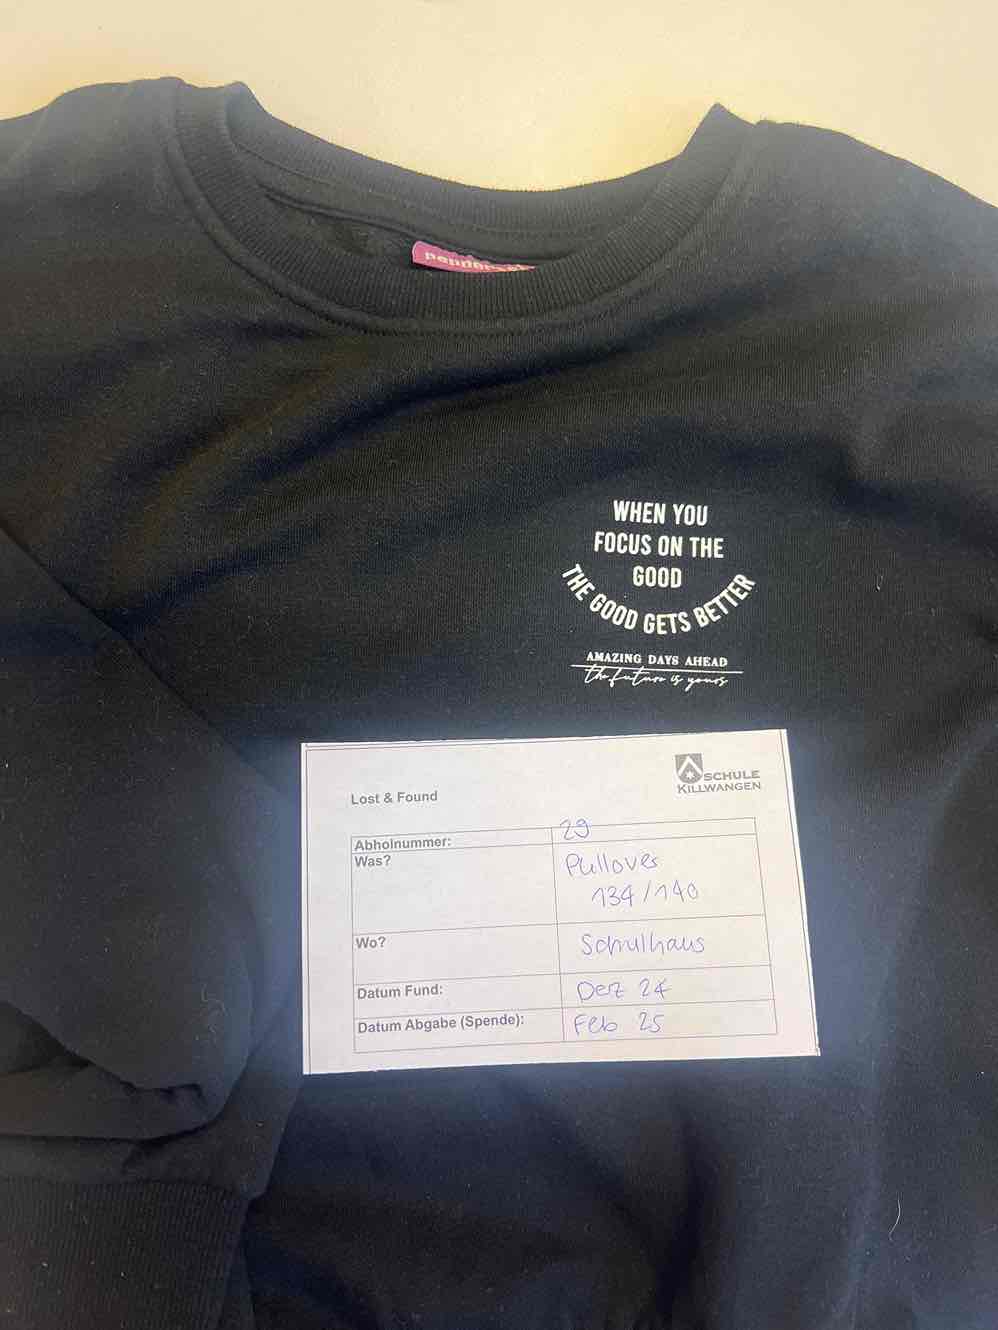 WHEN YOU
FOCUS ON THE
GOOD
THE GOOD GETS BETTER
AMAZING DAYS AHEAD
the future is yours
SCHULE
KILLWANGEN
Lost & Found
Abholnummer: 29
Was? Pullover
134/140
Wo? Schulhaus
Datum Fund: Dez 24
Datum Abgabe (Spende): Feb 25